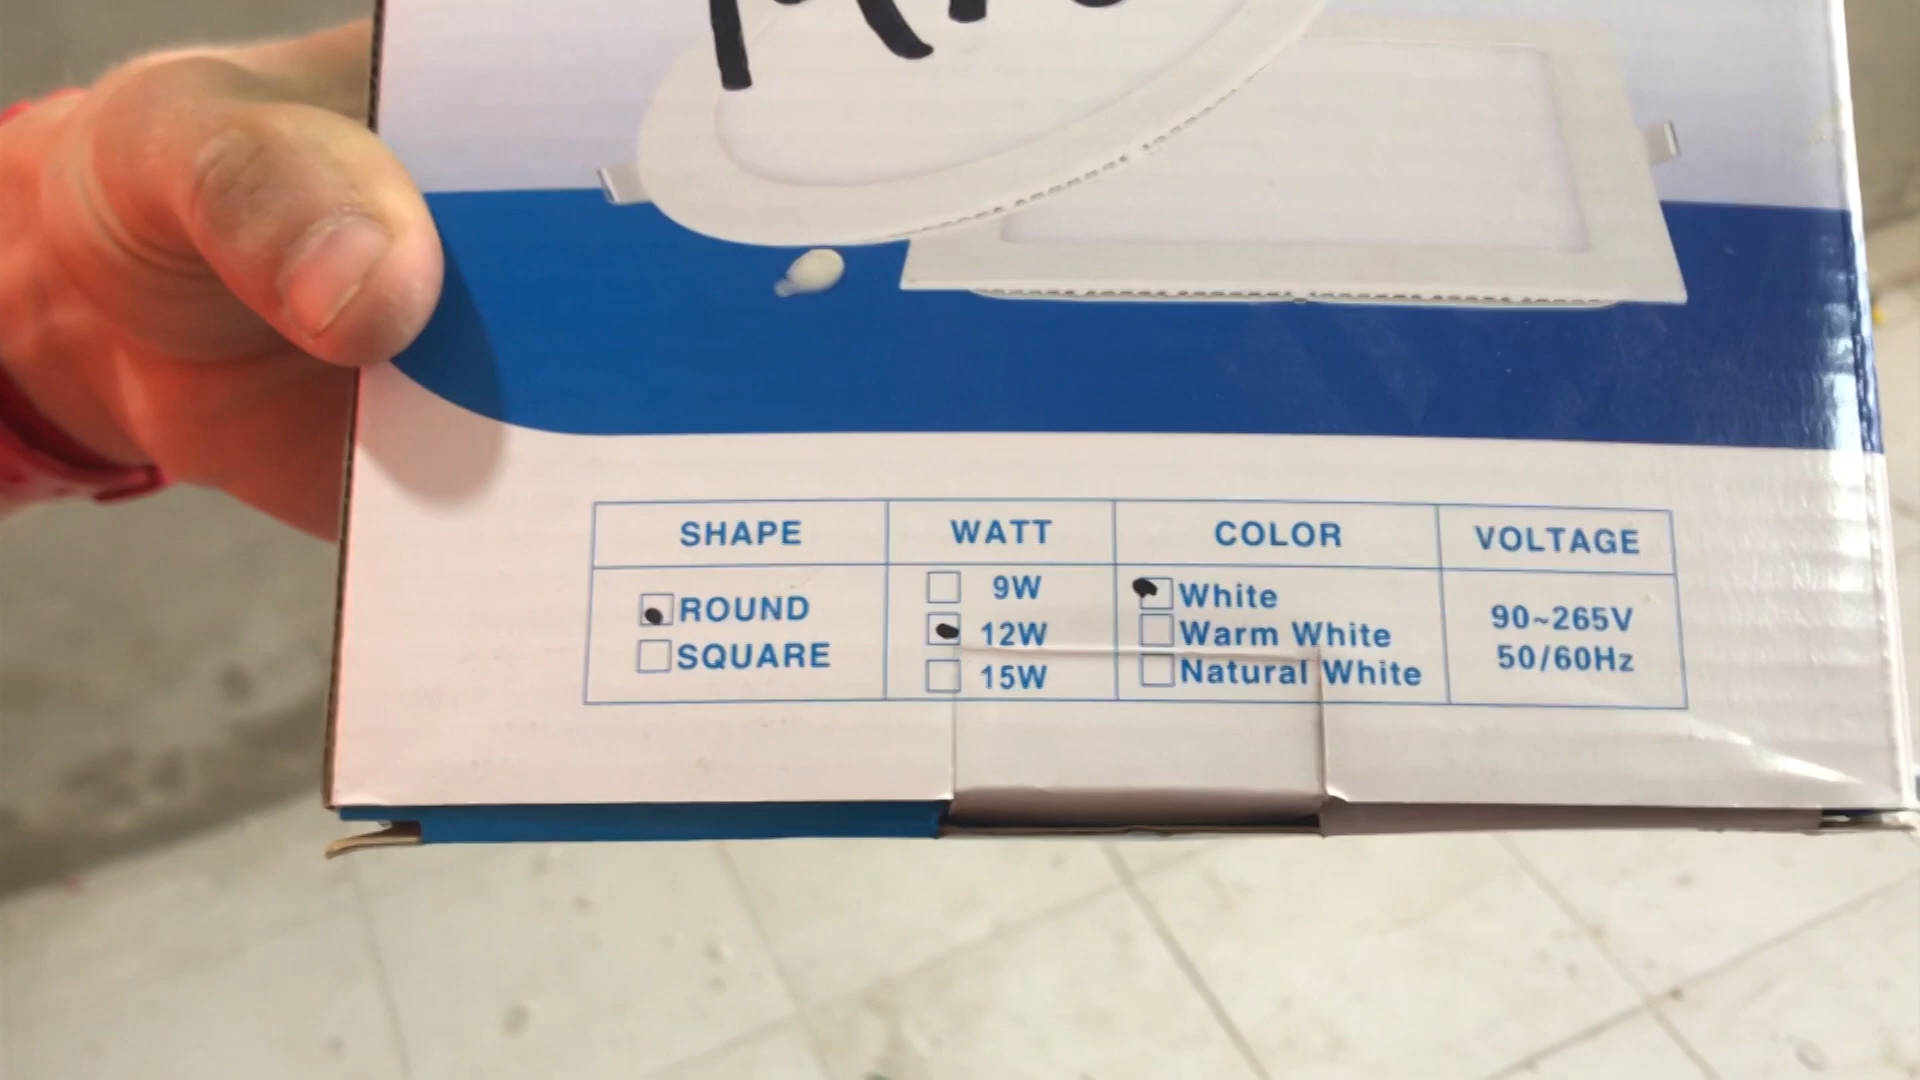 SHAPE WATT COLOR VOLTAGE
ROUND
SQUARE
9W
12W
15W
White
Warm White
Natural White
90~265V
50/60Hz